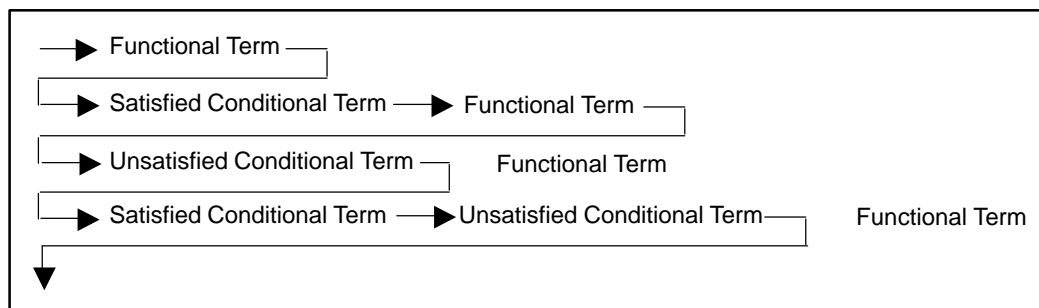 Functional Term
Satisfied Conditional Term Functional Term
Unsatisfied Conditional Term Functional Term
Satisfied Conditional Term Unsatisfied Conditional Term Functional Term